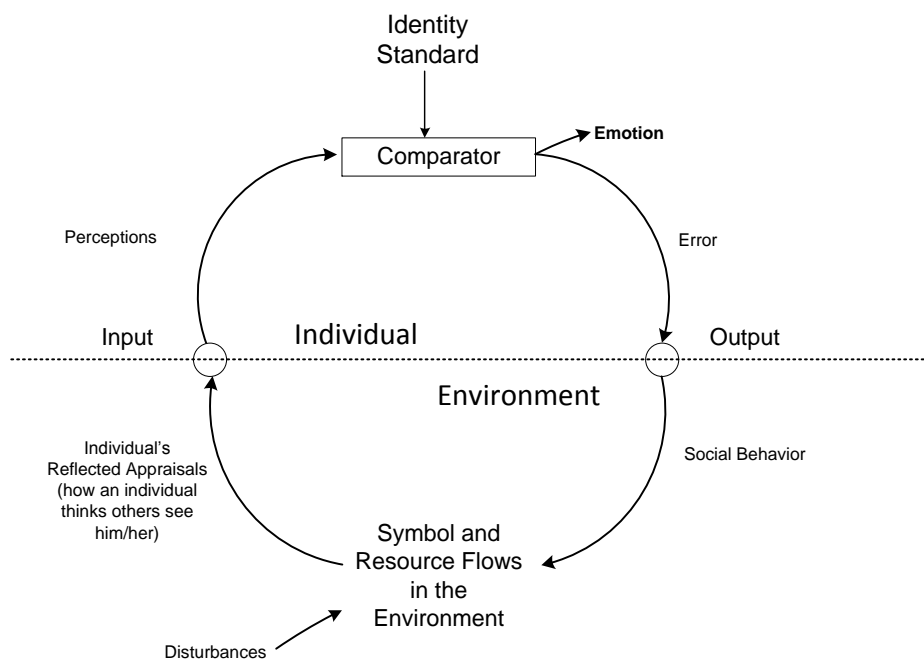 Identity
Standard
Emotion
Comparator
Perceptions
Error
Input
Individual
Output
Environment
Individual's
Reflected Appraisals
(how an individual
thinks others see
him/her)
Social Behavior
Symbol and
Resource Flows
in the
Environment
Disturbances